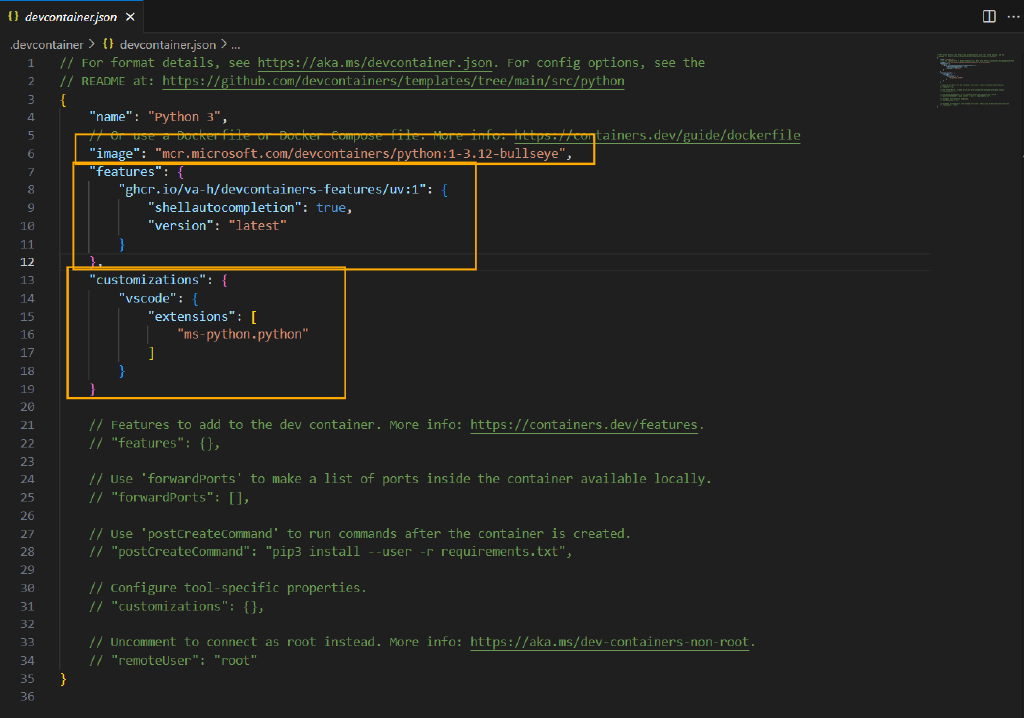 {} devcontainer.json ×
.devcontainer > {} devcontainer.json > ...
1 // For format details, see https://aka.ms/devcontainer.json. For config options, see the
2 // README at: https://github.com/devcontainers/templates/tree/main/src/python
3 {
4 "name": "Python 3",
5 // Or use a Dockerfile or Docker Compose file. More info: https://containers.dev/guide/dockerfile
6 "image": "mcr.microsoft.com/devcontainers/python:1-3.12-bullseye",
7 "features": {
8 "ghcr.io/va-h/devcontainers-features/uv:1": {
9 "shellautocompletion": true,
10 "version": "latest"
11 }
12 },
13 "customizations": {
14 "vscode": {
15 "extensions": [
16 "ms-python.python"
17 ]
18 }
19 }
20
21 // Features to add to the dev container. More info: https://containers.dev/features.
22 // "features": {},
23
24 // Use 'forwardPorts' to make a list of ports inside the container available locally.
25 // "forwardPorts": [],
26
27 // Use 'postCreateCommand' to run commands after the container is created.
28 // "postCreateCommand": "pip3 install --user -r requirements.txt",
29
30 // Configure tool-specific properties.
31 // "customizations": {},
32
33 // Uncomment to connect as root instead. More info: https://aka.ms/dev-containers-non-root.
34 // "remoteUser": "root"
35 }
36